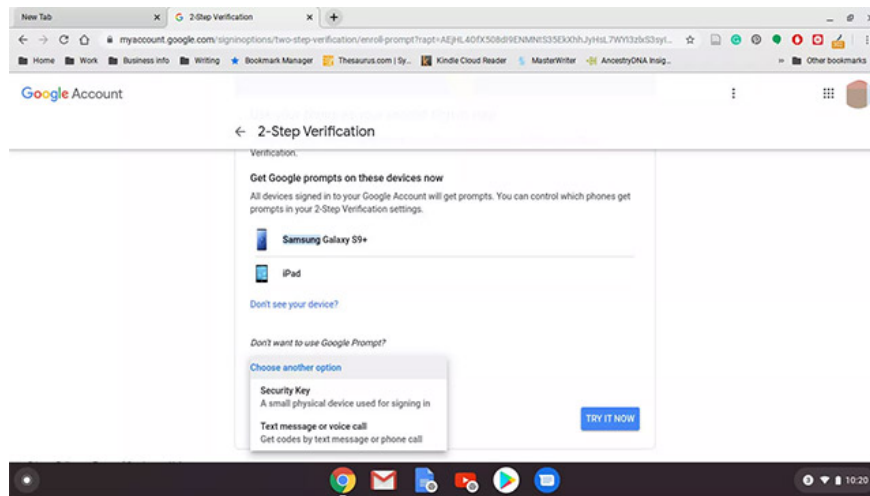 New Tab
2-Step Verification
myaccount.google.com/signinoptions/two-step-verification/enroll-prompt?rapt=
Home Work Business info Writing Bookmark Manager Thesaurus.com | Sy... Kindle Cloud Reader MasterWriter AncestryDNA Insig... Other bookmarks
Google Account
2-Step Verification
Verification.
Get Google prompts on these devices now
All devices signed in to your Google Account will get prompts. You can control which phones get
prompts in your 2-Step Verification settings.
Samsung Galaxy S9+
iPad
Don't see your device?
Don't want to use Google Prompt?
Choose another option
Security Key
A small physical device used for signing in
Text message or voice call
Get codes by text message or phone call
TRY IT NOW
10:20